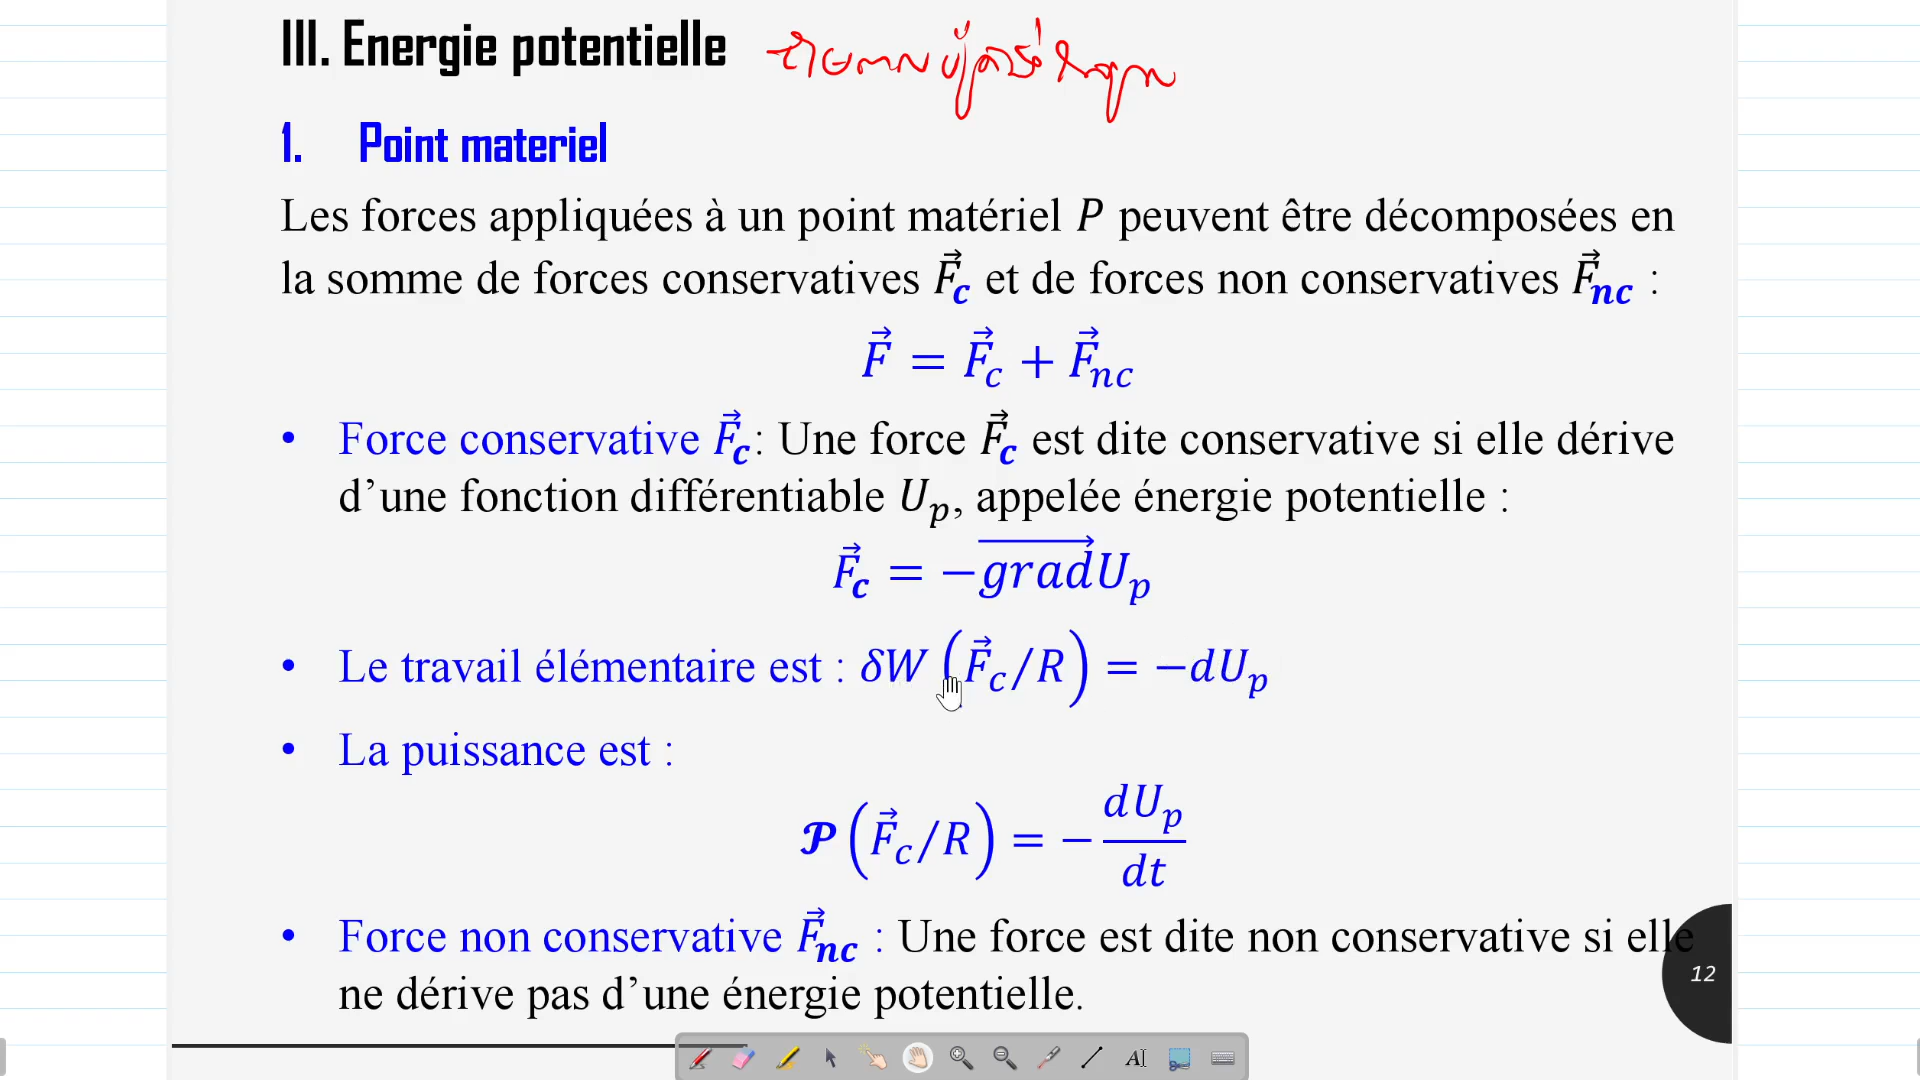 III. Energie potentielle
1. Point materiel
Les forces appliquées à un point matériel P peuvent être décomposées en
la somme de forces conservatives F⃗c et de forces non conservatives F⃗nc :
F⃗ = F⃗c + F⃗nc
• Force conservative F⃗c: Une force F⃗c est dite conservative si elle dérive
d’une fonction différentiable Up, appelée énergie potentielle :
F⃗c = −grad⃗ Up
• Le travail élémentaire est : δW (F⃗c/R) = −dUp
• La puissance est :
𝓟 (F⃗c/R) = − dUp/dt
• Force non conservative F⃗nc : Une force est dite non conservative si elle
ne dérive pas d’une énergie potentielle.
12